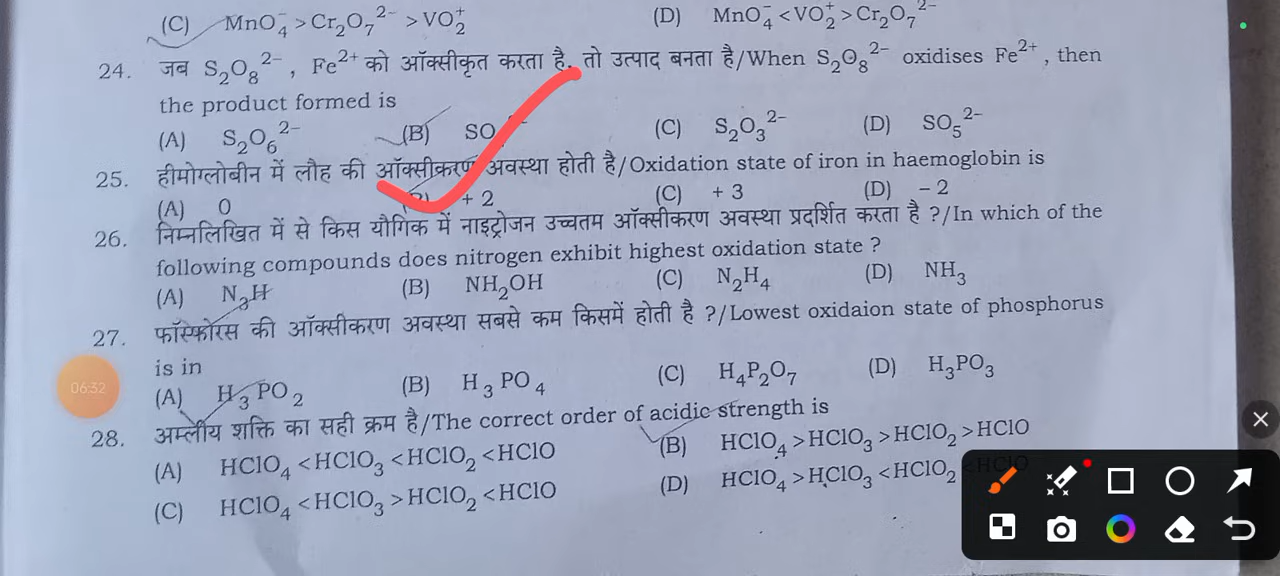 (C) MnO₄⁻ > Cr₂O₇²⁻ > VO₂⁺ (D) MnO₄⁻ < VO₂⁺ > Cr₂O₇²⁻
24. जब S₂O₈²⁻, Fe²⁺ को ऑक्सीकृत करता है, तो उत्पाद बनता है/When S₂O₈²⁻ oxidises Fe²⁺, then
the product formed is
(A) S₂O₆²⁻ (B) SO (C) S₂O₃²⁻ (D) SO₅²⁻
25. हीमोग्लोबीन में लौह की ऑक्सीकरण अवस्था होती है/Oxidation state of iron in haemoglobin is
(A) 0 (B) + 2 (C) + 3 (D) – 2
26. निम्नलिखित में से किस यौगिक में नाइट्रोजन उच्चतम ऑक्सीकरण अवस्था प्रदर्शित करता है ?/In which of the
following compounds does nitrogen exhibit highest oxidation state ?
(A) N₃H (B) NH₂OH (C) N₂H₄ (D) NH₃
27. फॉस्फोरस की ऑक्सीकरण अवस्था सबसे कम किसमें होती है ?/Lowest oxidaion state of phosphorus
is in
(A) H₃PO₂ (B) H₃PO₄ (C) H₄P₂O₇ (D) H₃PO₃
28. अम्लीय शक्ति का सही क्रम है/The correct order of acidic strength is
(A) HClO₄ < HClO₃ < HClO₂ < HClO (B) HClO₄ > HClO₃ > HClO₂ > HClO
(C) HClO₄ < HClO₃ > HClO₂ < HClO (D) HClO₄ > HClO₃ < HClO₂ < HClO
06:32